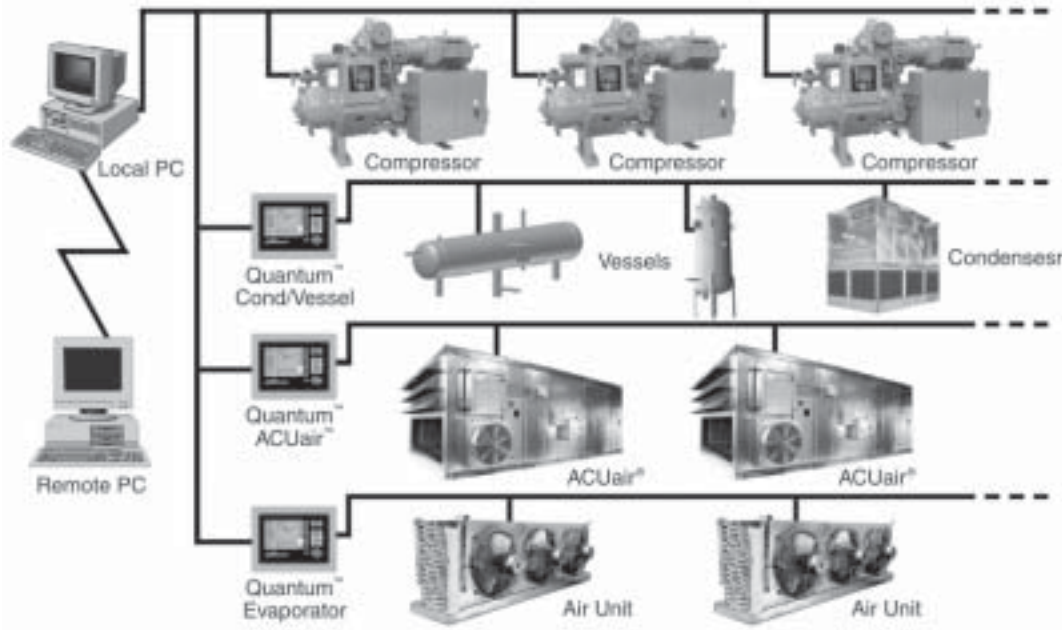 Local PC
Compressor
Compressor
Compressor
Quantum™
Cond/Vessel
Vessels
Condensesr
Quantum™
ACUair™
ACUair®
ACUair®
Remote PC
Quantum™
Evaporator
Air Unit
Air Unit